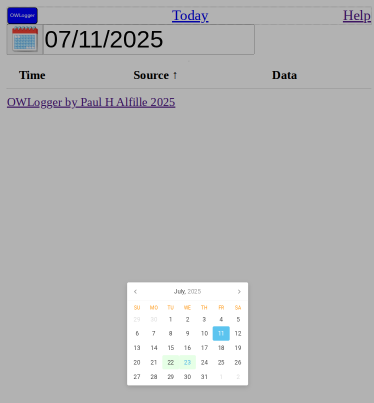 OWLogger Today Help
07/11/2025
Time Source ↑ Data
OWLogger by Paul H Alfille 2025
‹ July, 2025 ›
SU MO TU WE TH FR SA
29 30 1 2 3 4 5
6 7 8 9 10 11 12
13 14 15 16 17 18 19
20 21 22 23 24 25 26
27 28 29 30 31 1 2